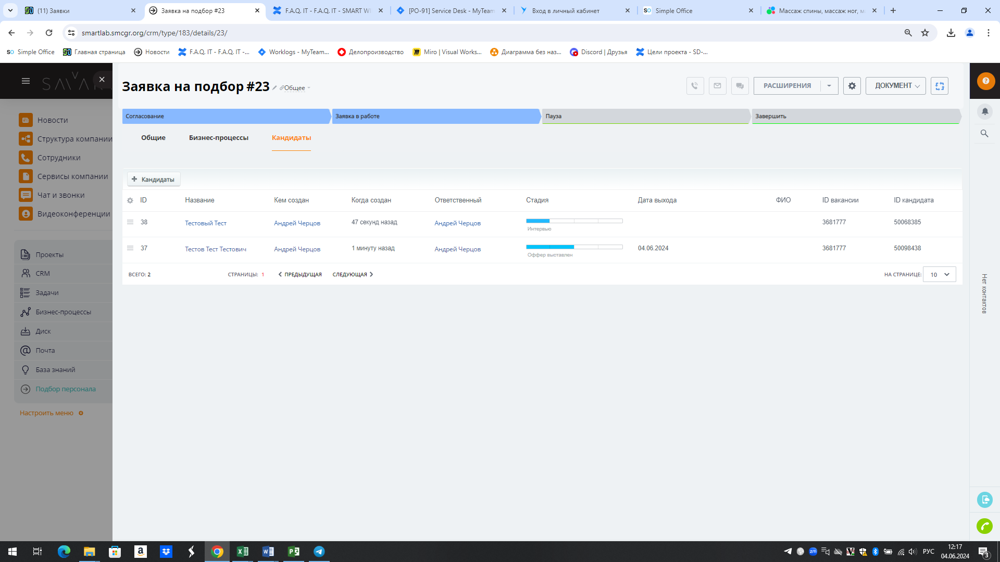 (11) Заявки
Заявка на подбор #23
F.A.Q. IT - F.A.Q. IT - SMART WI
[PO-91] Service Desk - MyTeam
Вход в личный кабинет
SO Simple Office
Массаж спины, массаж ног, м
smartlab.smcgr.org/crm/type/183/details/23/
SO Simple Office
Главная страница
Новости
F.A.Q. IT - F.A.Q. IT -...
Worklogs - MyTeam...
Делопроизводство
Miro | Visual Works...
Диаграмма без наз...
Discord | Друзья
Цели проекта - SD-...
Новости
Структура компании
Сотрудники
Сервисы компании
Чат и звонки
Видеоконференции
Проекты
CRM
Задачи
Бизнес-процессы
Диск
Почта
База знаний
Подбор персонала
Настроить меню
Заявка на подбор #23
Общее
РАСШИРЕНИЯ
ДОКУМЕНТ
Согласование
Заявка в работе
Пауза
Завершить
Общие
Бизнес-процессы
Кандидаты
+ Кандидаты
ID Название Кем создан Когда создан Ответственный Стадия Дата выхода ФИО ID вакансии ID кандидата
38 Тестовый Тест Андрей Черцов 47 секунд назад Андрей Черцов Интервью 3681777 50068385
37 Тестов Тест Тестович Андрей Черцов 1 минуту назад Андрей Черцов Оффер выставлен 04.06.2024 3681777 50098438
ВСЕГО: 2 СТРАНИЦЫ: 1 ПРЕДЫДУЩАЯ СЛЕДУЮЩАЯ НА СТРАНИЦЕ: 10
Нет контактов
zm
РУС
12:17
04.06.2024
3